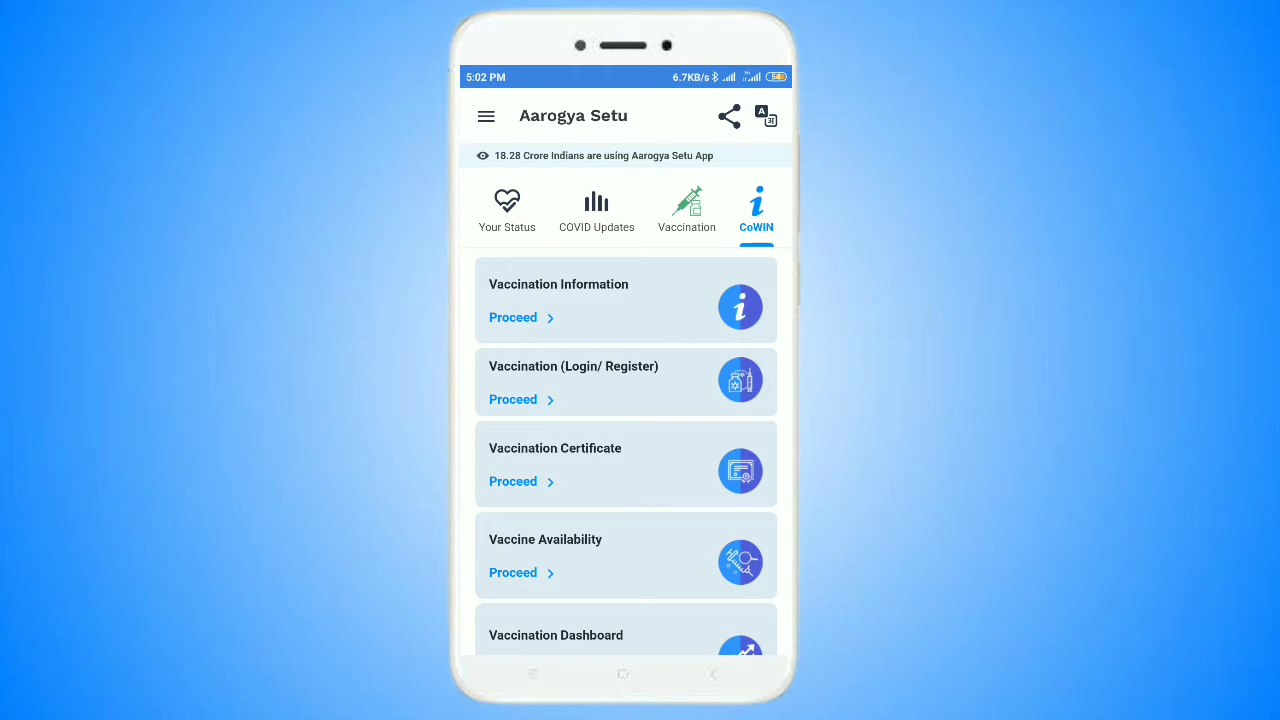 5:02 PM 6.7KB/s 54
Aarogya Setu A अ
18.28 Crore Indians are using Aarogya Setu App
Your Status COVID Updates Vaccination CoWIN
Vaccination Information
Proceed
Vaccination (Login/ Register)
Proceed
Vaccination Certificate
Proceed
Vaccine Availability
Proceed
Vaccination Dashboard